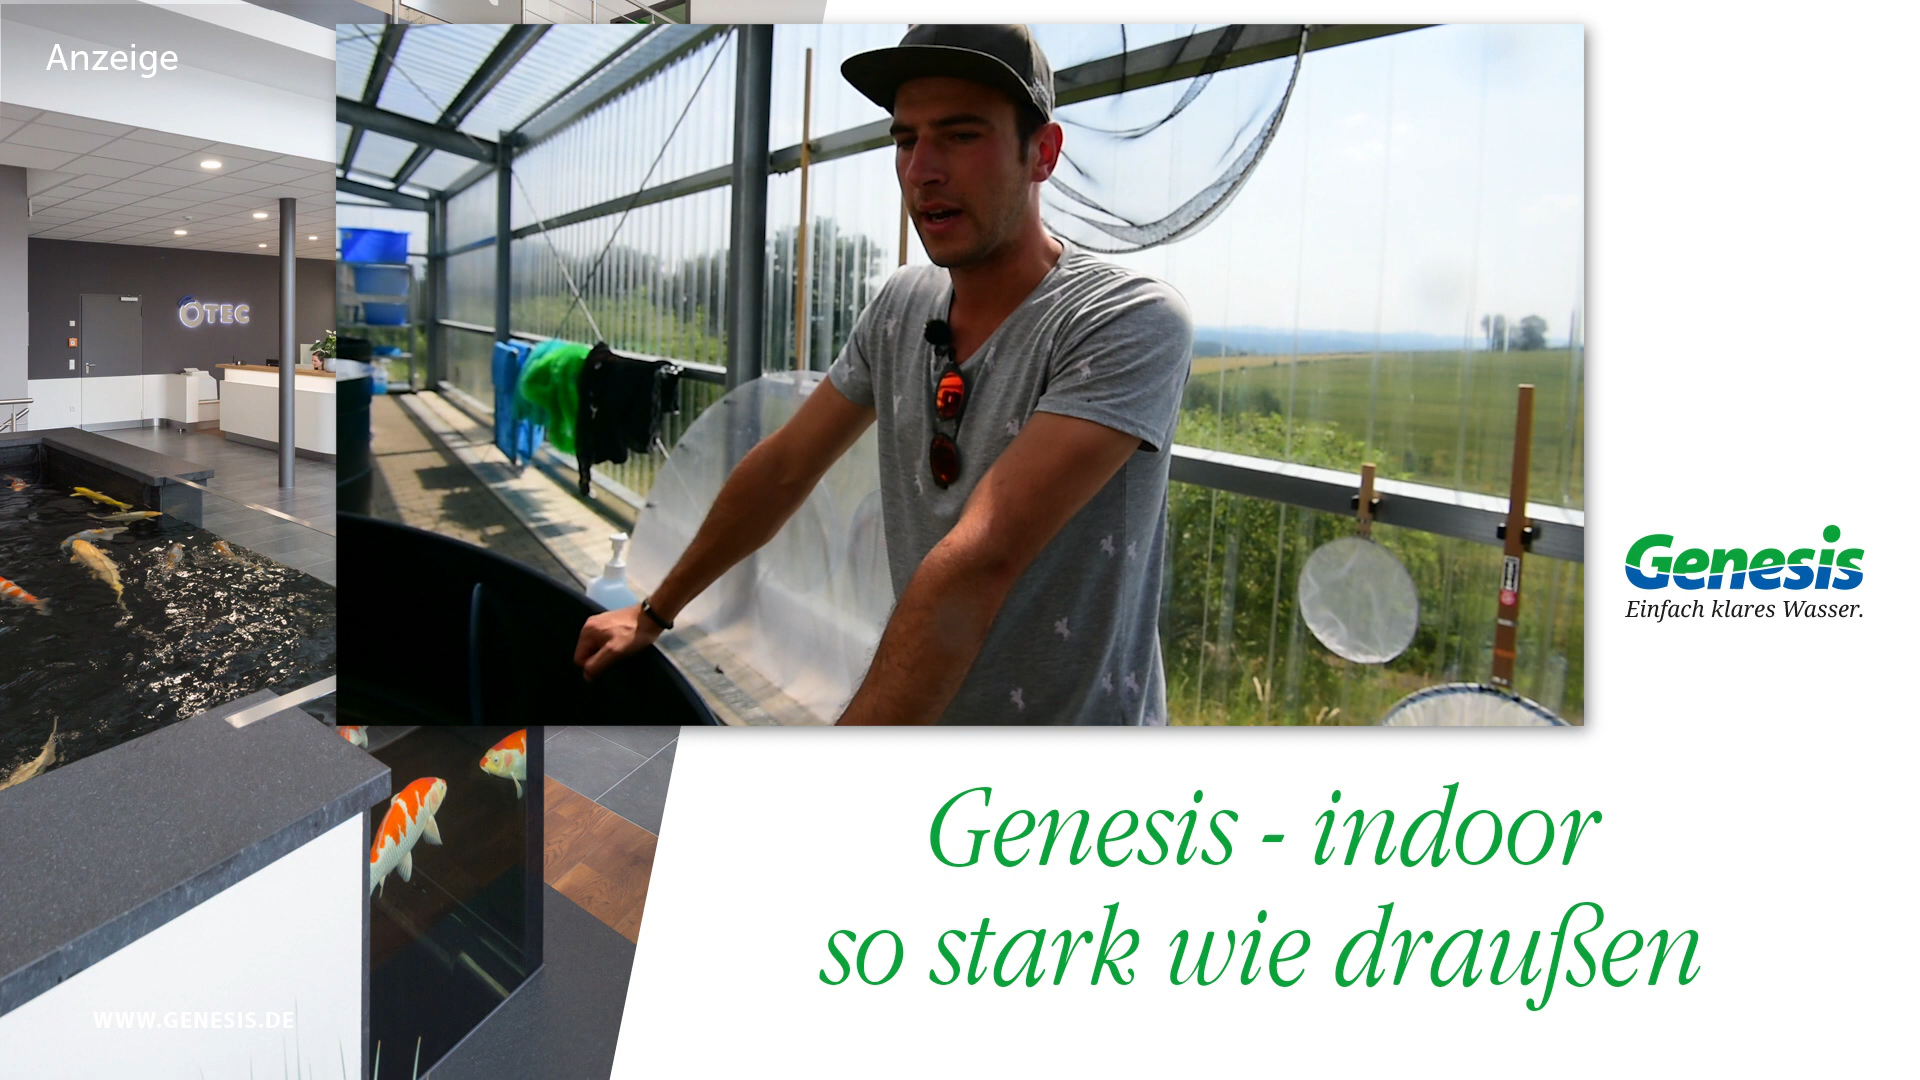 Anzeige
OTEC
Genesis
Einfach klares Wasser.
Genesis - indoor
so stark wie draußen
WWW.GENESIS.DE